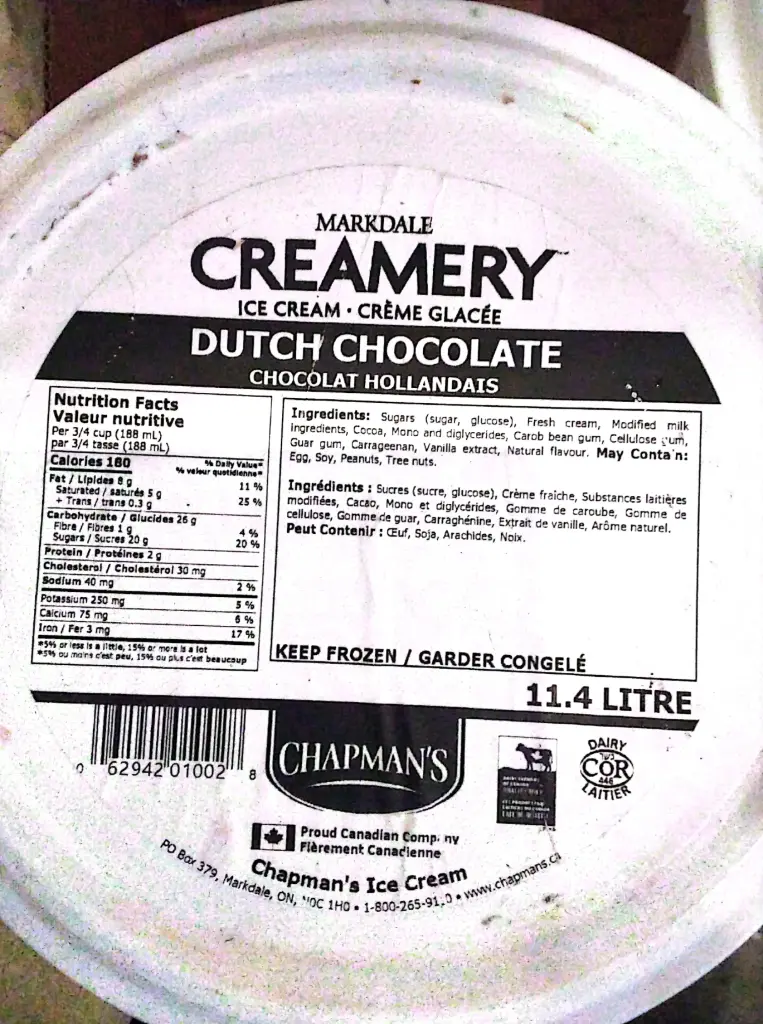 MARKDALE
CREAMERY
ICE CREAM · CRÈME GLACÉE
DUTCH CHOCOLATE
CHOCOLAT HOLLANDAIS
Nutrition Facts
Valeur nutritive
Per 3/4 cup (188 mL)
par 3/4 tasse (188 mL)
Calories 180
% Daily Value*
% valeur quotidienne*
Fat / Lipides 8 g 11 %
Saturated / saturés 5 g
+ Trans / trans 0.3 g 25 %
Carbohydrate / Glucides 26 g
Fibre / Fibres 1 g 4 %
Sugars / Sucres 20 g 20 %
Protein / Protéines 2 g
Cholesterol / Cholestérol 30 mg
Sodium 40 mg 2 %
Potassium 250 mg 5 %
Calcium 75 mg 6 %
Iron / Fer 3 mg 17 %
*5% or less is a little, 15% or more is a lot
*5% ou moins c'est peu, 15% ou plus c'est beaucoup
Ingredients: Sugars (sugar, glucose), Fresh cream, Modified milk
ingredients, Cocoa, Mono and diglycerides, Carob bean gum, Cellulose gum,
Guar gum, Carrageenan, Vanilla extract, Natural flavour. May Contain:
Egg, Soy, Peanuts, Tree nuts.
Ingrédients : Sucres (sucre, glucose), Crème fraîche, Substances laitières
modifiées, Cacao, Mono et diglycérides, Gomme de caroube, Gomme de
cellulose, Gomme de guar, Carraghénine, Extrait de vanille, Arôme naturel.
Peut Contenir : Œuf, Soja, Arachides, Noix.
KEEP FROZEN / GARDER CONGELÉ
11.4 LITRE
0 62942 01002 8
CHAPMAN'S
DAIRY
COR
446
LAITIER
Proud Canadian Company
Fièrement Canadienne
Chapman's Ice Cream
PO Box 379, Markdale, ON, N0C 1H0 • 1-800-265-91 0 • www.chapmans.ca